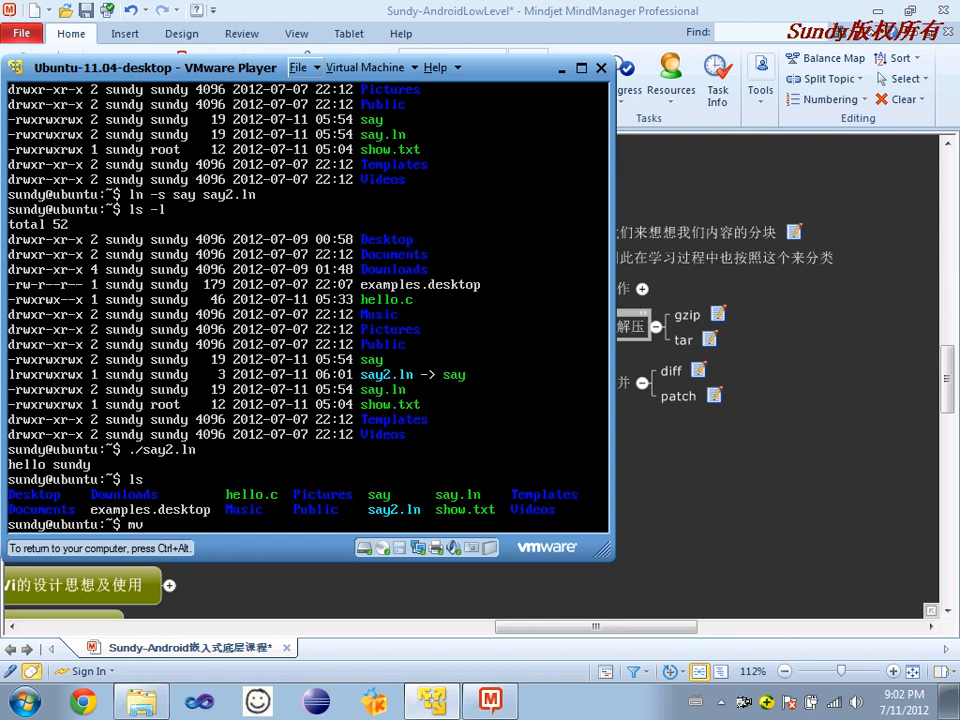 Sundy-AndroidLowLevel* - Mindjet MindManager Professional
File Home Insert Design Review View Tablet Help Find:
Sundy版权所有
Ubuntu-11.04-desktop - VMware Player File Virtual Machine Help
gress Resources Task Info Tools
Tasks
Balance Map Sort
Split Topic Select
Numbering Clear
Editing
drwxr-xr-x 2 sundy sundy 4096 2012-07-07 22:12 Pictures
drwxr-xr-x 2 sundy sundy 4096 2012-07-07 22:12 Public
-rwxrwxrwx 2 sundy sundy 19 2012-07-11 05:54 say
-rwxrwxrwx 2 sundy sundy 19 2012-07-11 05:54 say.ln
-rwxrwxrwx 1 sundy root 12 2012-07-11 05:04 show.txt
drwxr-xr-x 2 sundy sundy 4096 2012-07-07 22:12 Templates
drwxr-xr-x 2 sundy sundy 4096 2012-07-07 22:12 Videos
sundy@ubuntu:~$ ln -s say say2.ln
sundy@ubuntu:~$ ls -l
total 52
drwxr-xr-x 2 sundy sundy 4096 2012-07-09 00:58 Desktop
drwxr-xr-x 2 sundy sundy 4096 2012-07-07 22:12 Documents
drwxr-xr-x 4 sundy sundy 4096 2012-07-09 01:48 Downloads
-rw-r--r-- 1 sundy sundy 179 2012-07-07 22:07 examples.desktop
-rwxrwx--x 1 sundy sundy 46 2012-07-11 05:33 hello.c
drwxr-xr-x 2 sundy sundy 4096 2012-07-07 22:12 Music
drwxr-xr-x 2 sundy sundy 4096 2012-07-07 22:12 Pictures
drwxr-xr-x 2 sundy sundy 4096 2012-07-07 22:12 Public
-rwxrwxrwx 2 sundy sundy 19 2012-07-11 05:54 say
lrwxrwxrwx 1 sundy sundy 3 2012-07-11 06:01 say2.ln -> say
-rwxrwxrwx 2 sundy sundy 19 2012-07-11 05:54 say.ln
-rwxrwxrwx 1 sundy root 12 2012-07-11 05:04 show.txt
drwxr-xr-x 2 sundy sundy 4096 2012-07-07 22:12 Templates
drwxr-xr-x 2 sundy sundy 4096 2012-07-07 22:12 Videos
sundy@ubuntu:~$ ./say2.ln
hello sundy
sundy@ubuntu:~$ ls
Desktop Downloads hello.c Pictures say say.ln Templates
Documents examples.desktop Music Public say2.ln show.txt Videos
sundy@ubuntu:~$ mv
To return to your computer, press Ctrl+Alt.
vmware
们来想想我们内容的分块
此在学习过程中也按照这个来分类
作
解压
gzip
tar
并
diff
patch
Vi的设计思想及使用
Sundy-Android嵌入式底层课程*
Sign In 112%
9:02 PM
7/11/2012